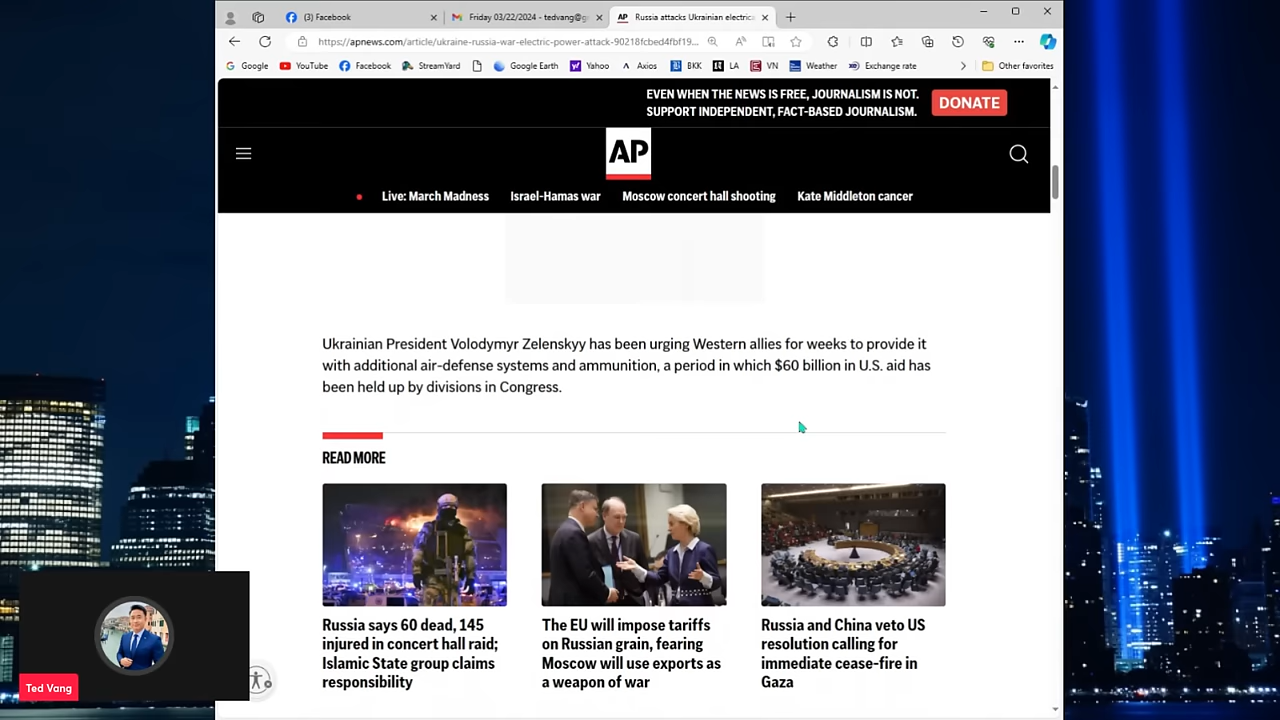 (3) Facebook
Friday 03/22/2024 - tedvang@g
Russia attacks Ukrainian electric
https://apnews.com/article/ukraine-russia-war-electric-power-attack-90218fcbed4fbf19...
Google
YouTube
Facebook
StreamYard
Google Earth
Yahoo
Axios
BKK
LA
VN
Weather
Exchange rate
Other favorites
EVEN WHEN THE NEWS IS FREE, JOURNALISM IS NOT.
SUPPORT INDEPENDENT, FACT-BASED JOURNALISM.
DONATE
AP
Live: March Madness
Israel-Hamas war
Moscow concert hall shooting
Kate Middleton cancer
Ukrainian President Volodymyr Zelenskyy has been urging Western allies for weeks to provide it
with additional air-defense systems and ammunition, a period in which $60 billion in U.S. aid has
been held up by divisions in Congress.
READ MORE
Russia says 60 dead, 145
injured in concert hall raid;
Islamic State group claims
responsibility
The EU will impose tariffs
on Russian grain, fearing
Moscow will use exports as
a weapon of war
Russia and China veto US
resolution calling for
immediate cease-fire in
Gaza
Ted Vang